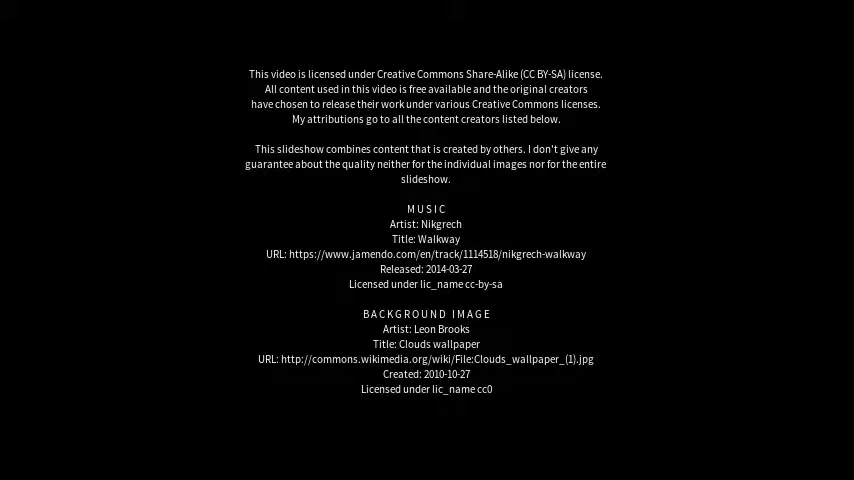 This video is licensed under Creative Commons Share-Alike (CC BY-SA) license.
All content used in this video is free available and the original creators
have chosen to release their work under various Creative Commons licenses.
My attributions go to all the content creators listed below.
This slideshow combines content that is created by others. I don't give any
guarantee about the quality neither for the individual images nor for the entire
slideshow.
MUSIC
Artist: Nikgrech
Title: Walkway
URL: https://www.jamendo.com/en/track/1114518/nikgrech-walkway
Released: 2014-03-27
Licensed under lic_name cc-by-sa
BACKGROUND IMAGE
Artist: Leon Brooks
Title: Clouds wallpaper
URL: http://commons.wikimedia.org/wiki/File:Clouds_wallpaper_(1).jpg
Created: 2010-10-27
Licensed under lic_name cc0